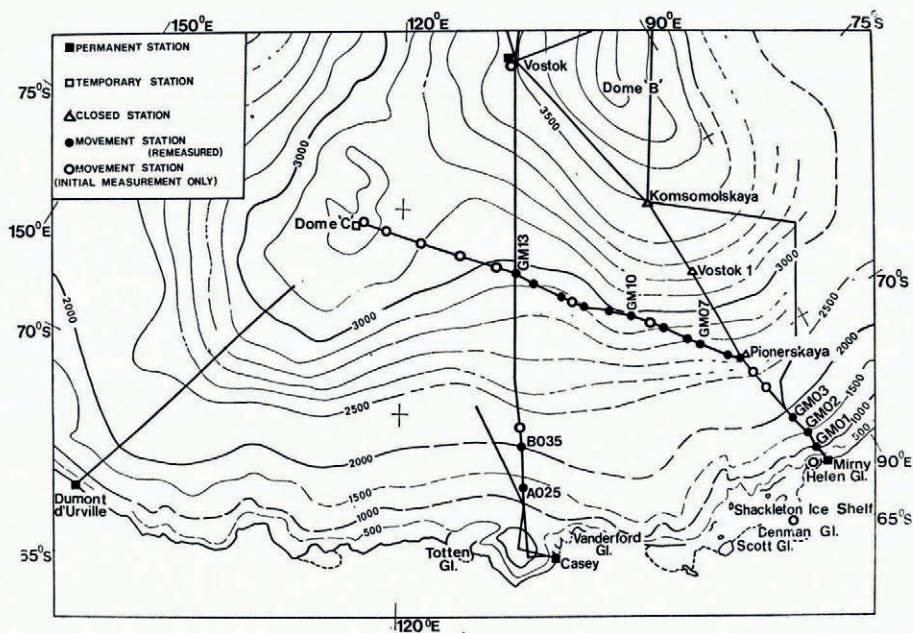 150°E
120°E
90°E
75°S
■ PERMANENT STATION
□ TEMPORARY STATION
△ CLOSED STATION
● MOVEMENT STATION
(REMEASURED)
○ MOVEMENT STATION
(INITIAL MEASUREMENT ONLY)
Vostok
Dome 'B'
75°S
3500
3000
Komsomolskaya
150°E
Dome 'C'
GM13
Vostok 1
3000
2000
GM10
70°S
3000
GM07
2500
70°S
Pionerskaya
2000
2500
GM03
1500
GM02
1000
GM01
500
B035
2000
Mirny
90°E
Helen Gl.
A025
Dumont
d'Urville
1500
1000
500
Shackleton Ice Shelf
65°S
Denman Gl.
Vanderford
Gl.
Scott Gl.
Totten
Gl.
Casey
65°S
120°E